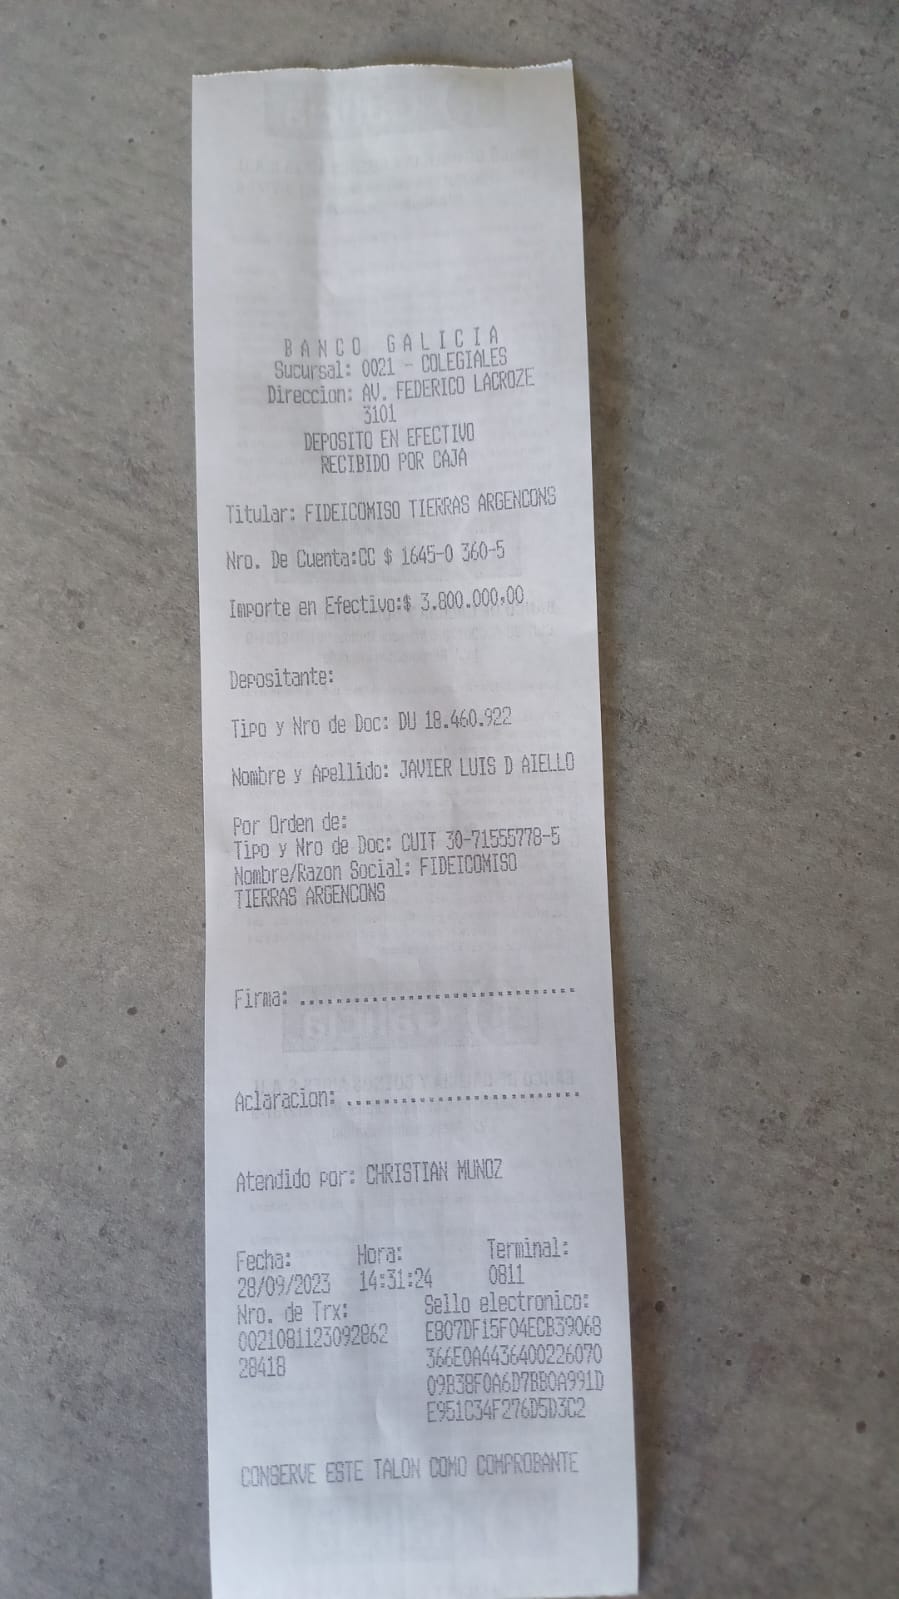 BANCO GALICIA
Sucursal: 0021 - COLEGIALES
Direccion: AV. FEDERICO LACROZE
3101
DEPOSITO EN EFECTIVO
RECIBIDO POR CAJA
Titular: FIDEICOMISO TIERRAS ARGENCONS
Nro. De Cuenta:CC $ 1645-0 360-5
Importe en Efectivo:$ 3.800.000,00
Depositante:
Tipo y Nro de Doc: DU 18.460.922
Nombre y Apellido: JAVIER LUIS D AIELLO
Por Orden de:
Tipo y Nro de Doc: CUIT 30-71555778-5
Nombre/Razon Social: FIDEICOMISO
TIERRAS ARGENCONS
Firma: ................................
Aclaracion: ...........................
Atendido por: CHRISTIAN MUNOZ
Fecha: Hora: Terminal:
28/09/2023 14:31:24 0811
Nro. de Trx: Sello electronico:
0021081123092862 E807DF15F04ECB39068
28418 366E0A4436400226070
09B38F0A6D7BB0A991D
E951C34F276D5D3C2
CONSERVE ESTE TALON COMO COMPROBANTE